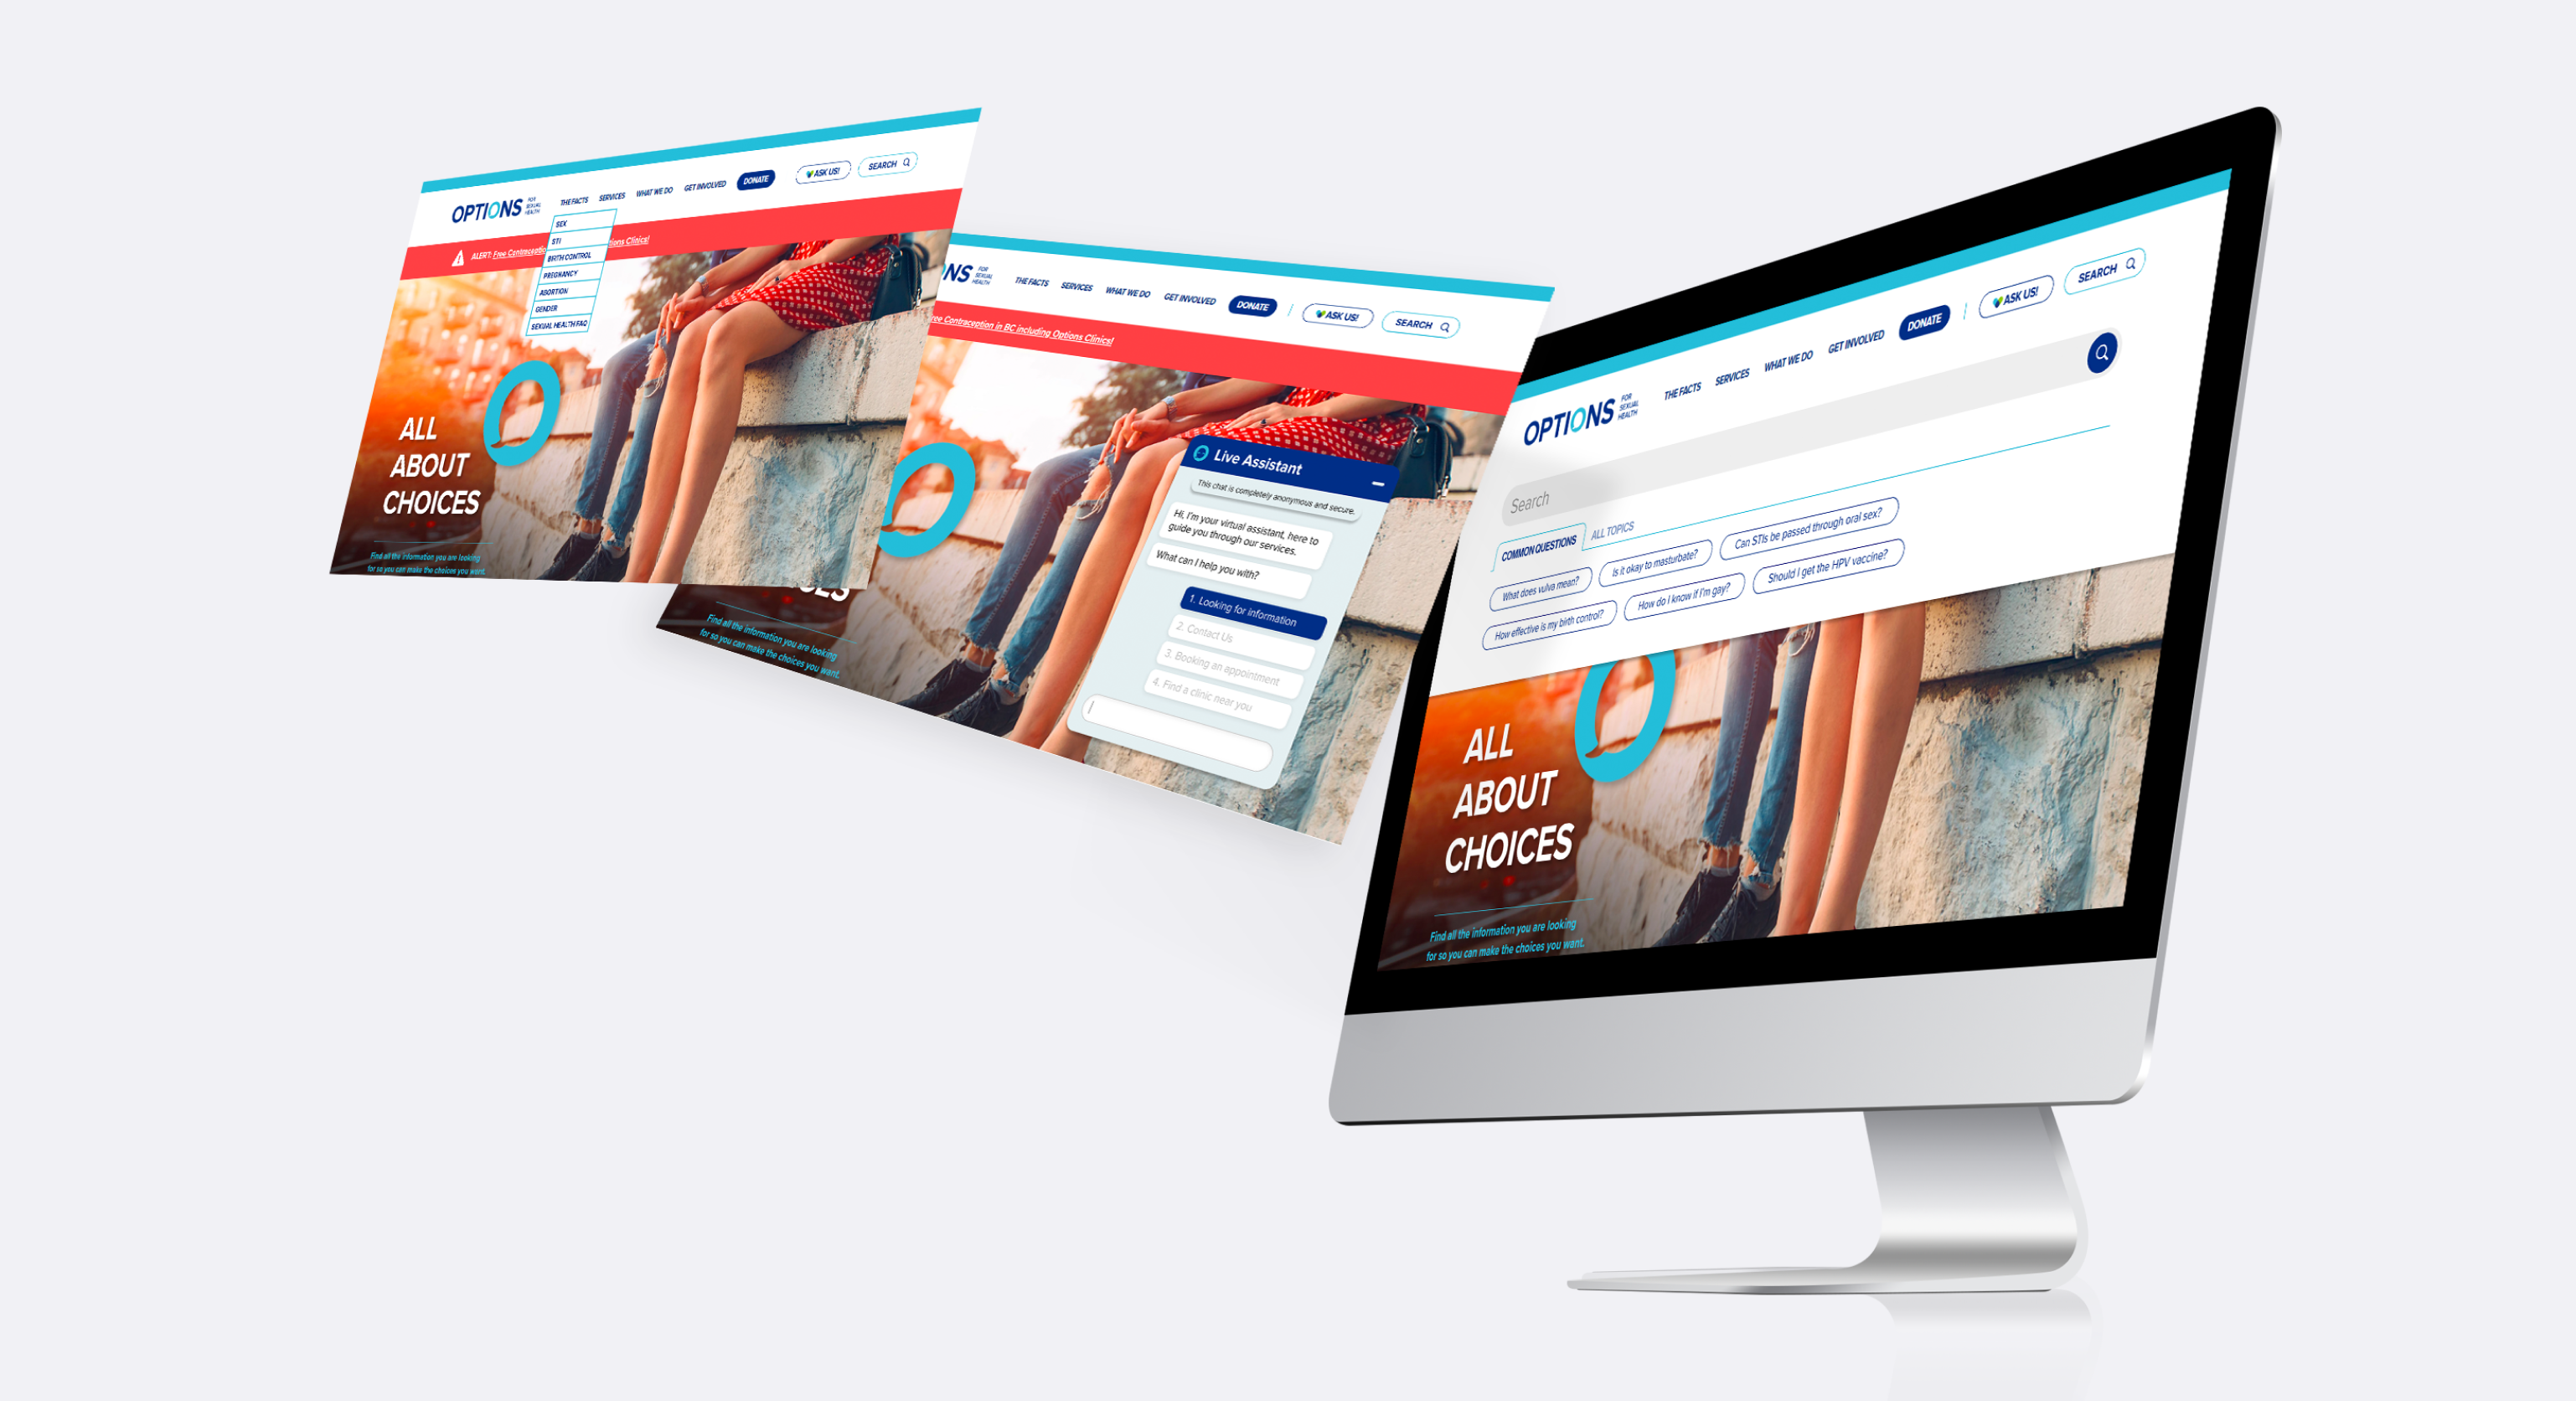 OPTIONS
FOR
SEXUAL
HEALTH
THE FACTS
SERVICES
WHAT WE DO
GET INVOLVED
DONATE
ASK US!
SEARCH
SEX
STI
BIRTH CONTROL
PREGNANCY
ABORTION
GENDER
SEXUAL HEALTH FAQ
ALERT: Free Contraceptio
tions Clinics!
ALL
ABOUT
CHOICES
Find all the information you are looking
for so you can make the choices you want.
ONS
FOR
SEXUAL
HEALTH
THE FACTS
SERVICES
WHAT WE DO
GET INVOLVED
DONATE
ASK US!
SEARCH
ree Contraception in BC including Options Clinics!
Live Assistant
This chat is completely anonymous and secure.
Hi, I'm your virtual assistant, here to
guide you through our services.
What can I help you with?
1. Looking for information
2. Contact Us
3. Booking an appointment
4. Find a clinic near you
Find all the information you are looking
for so you can make the choices you want.
OPTIONS
FOR
SEXUAL
HEALTH
THE FACTS
SERVICES
WHAT WE DO
GET INVOLVED
DONATE
ASK US!
SEARCH
Search
COMMON QUESTIONS
ALL TOPICS
What does vulva mean?
Is it okay to masturbate?
Can STIs be passed through oral sex?
How effective is my birth control?
How do I know if I'm gay?
Should I get the HPV vaccine?
ALL
ABOUT
CHOICES
Find all the information you are looking
for so you can make the choices you want.